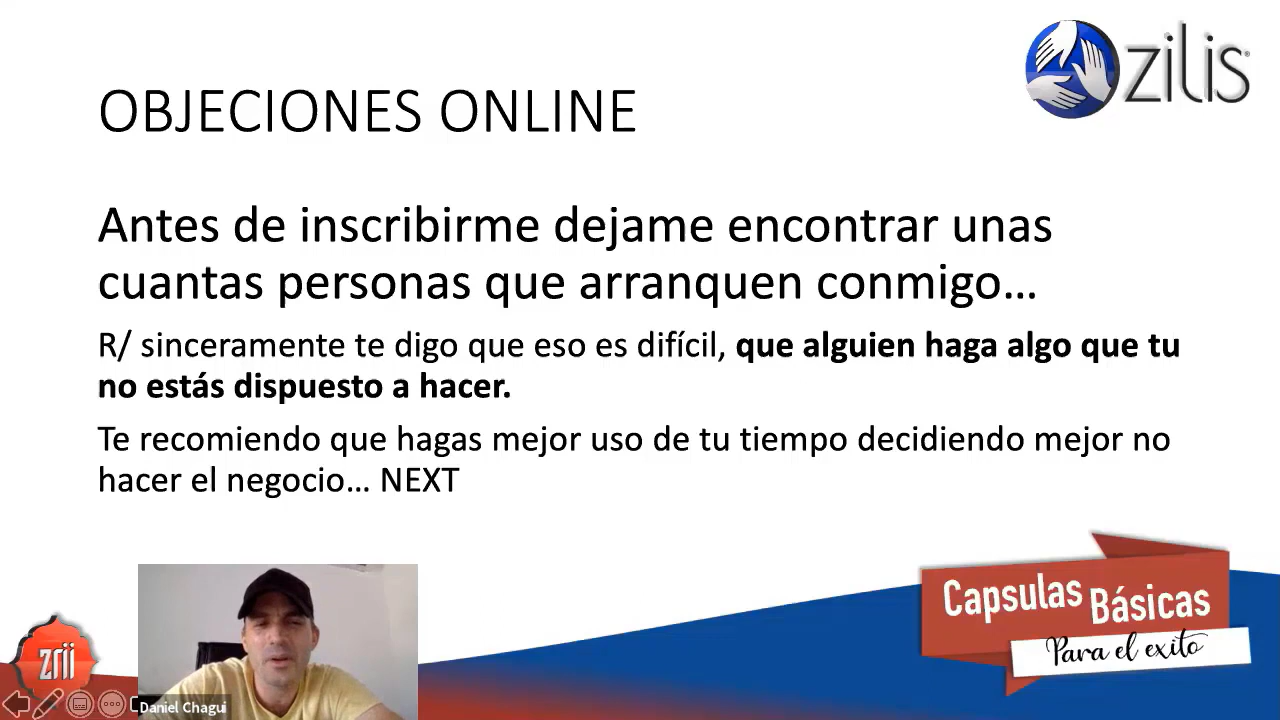 zilis
OBJECIONES ONLINE
Antes de inscribirme dejame encontrar unas
cuantas personas que arranquen conmigo...
R/ sinceramente te digo que eso es difícil, que alguien haga algo que tu
no estás dispuesto a hacer.
Te recomiendo que hagas mejor uso de tu tiempo decidiendo mejor no
hacer el negocio... NEXT
Capsulas Básicas
Para el exito
zrii
Daniel Chagui